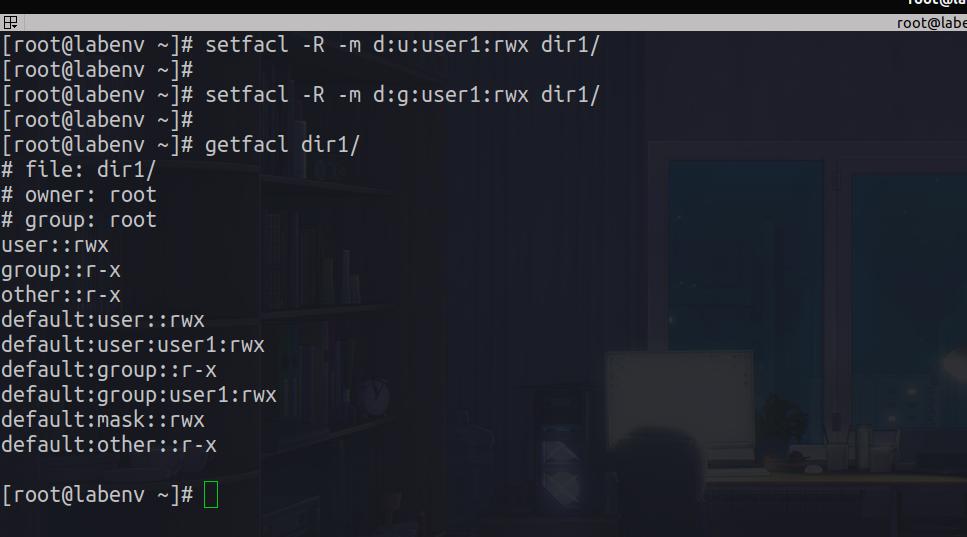 root@labe
[root@labenv ~]# setfacl -R -m d:u:user1:rwx dir1/
[root@labenv ~]#
[root@labenv ~]# setfacl -R -m d:g:user1:rwx dir1/
[root@labenv ~]#
[root@labenv ~]# getfacl dir1/
# file: dir1/
# owner: root
# group: root
user::rwx
group::r-x
other::r-x
default:user::rwx
default:user:user1:rwx
default:group::r-x
default:group:user1:rwx
default:mask::rwx
default:other::r-x
[root@labenv ~]#